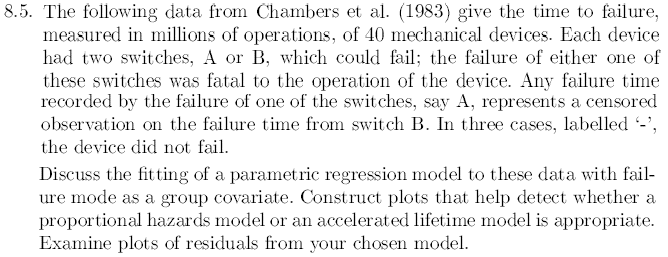 8.5. The following data from Chambers et al. (1983) give the time to failure,
measured in millions of operations, of 40 mechanical devices. Each device
had two switches, A or B, which could fail; the failure of either one of
these switches was fatal to the operation of the device. Any failure time
recorded by the failure of one of the switches, say A, represents a censored
observation on the failure time from switch B. In three cases, labelled ‘-’,
the device did not fail.
Discuss the fitting of a parametric regression model to these data with fail-
ure mode as a group covariate. Construct plots that help detect whether a
proportional hazards model or an accelerated lifetime model is appropriate.
Examine plots of residuals from your chosen model.